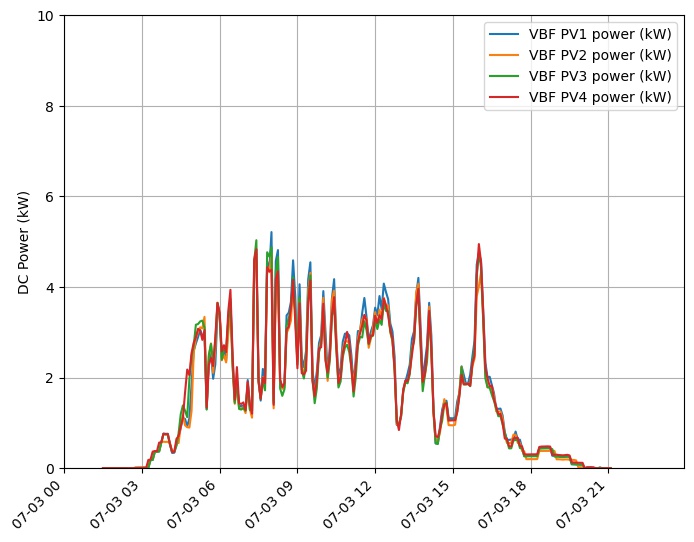 10
8
6
4
2
0
DC Power (kW)
VBF PV1 power (kW)
VBF PV2 power (kW)
VBF PV3 power (kW)
VBF PV4 power (kW)
07-03 00
07-03 03
07-03 06
07-03 09
07-03 12
07-03 15
07-03 18
07-03 21